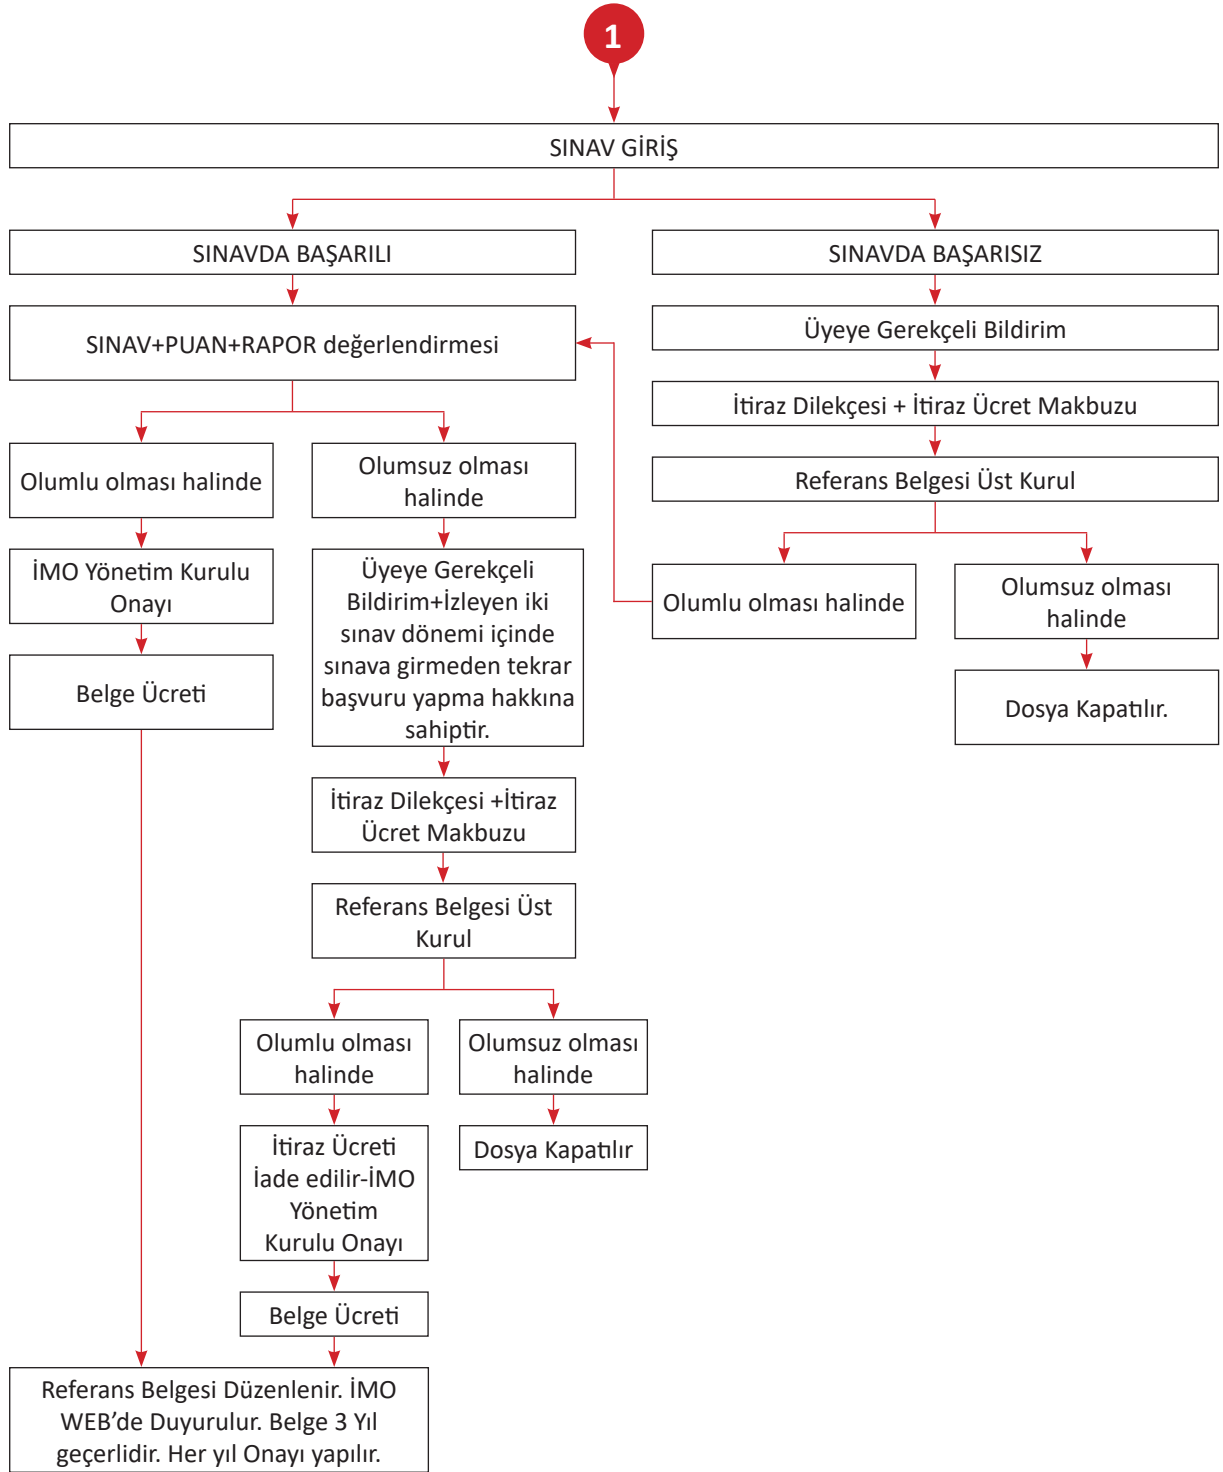 1
SINAV GİRİŞ
SINAVDA BAŞARILI
SINAVDA BAŞARISIZ
SINAV+PUAN+RAPOR değerlendirmesi
Üyeye Gerekçeli Bildirim
İtiraz Dilekçesi + İtiraz Ücret Makbuzu
Referans Belgesi Üst Kurul
Olumlu olması halinde
Olumsuz olması
halinde
Olumlu olması halinde
Olumsuz olması
halinde
Dosya Kapatılır.
İMO Yönetim Kurulu
Onayı
Belge Ücreti
Üyeye Gerekçeli
Bildirim+İzleyen iki
sınav dönemi içinde
sınava girmeden tekrar
başvuru yapma hakkına
sahiptir.
İtiraz Dilekçesi +İtiraz
Ücret Makbuzu
Referans Belgesi Üst
Kurul
Olumlu olması
halinde
Olumsuz olması
halinde
İtiraz Ücreti
İade edilir-İMO
Yönetim
Kurulu Onayı
Dosya Kapatılır
Belge Ücreti
Referans Belgesi Düzenlenir. İMO
WEB’de Duyurulur. Belge 3 Yıl
geçerlidir. Her yıl Onayı yapılır.